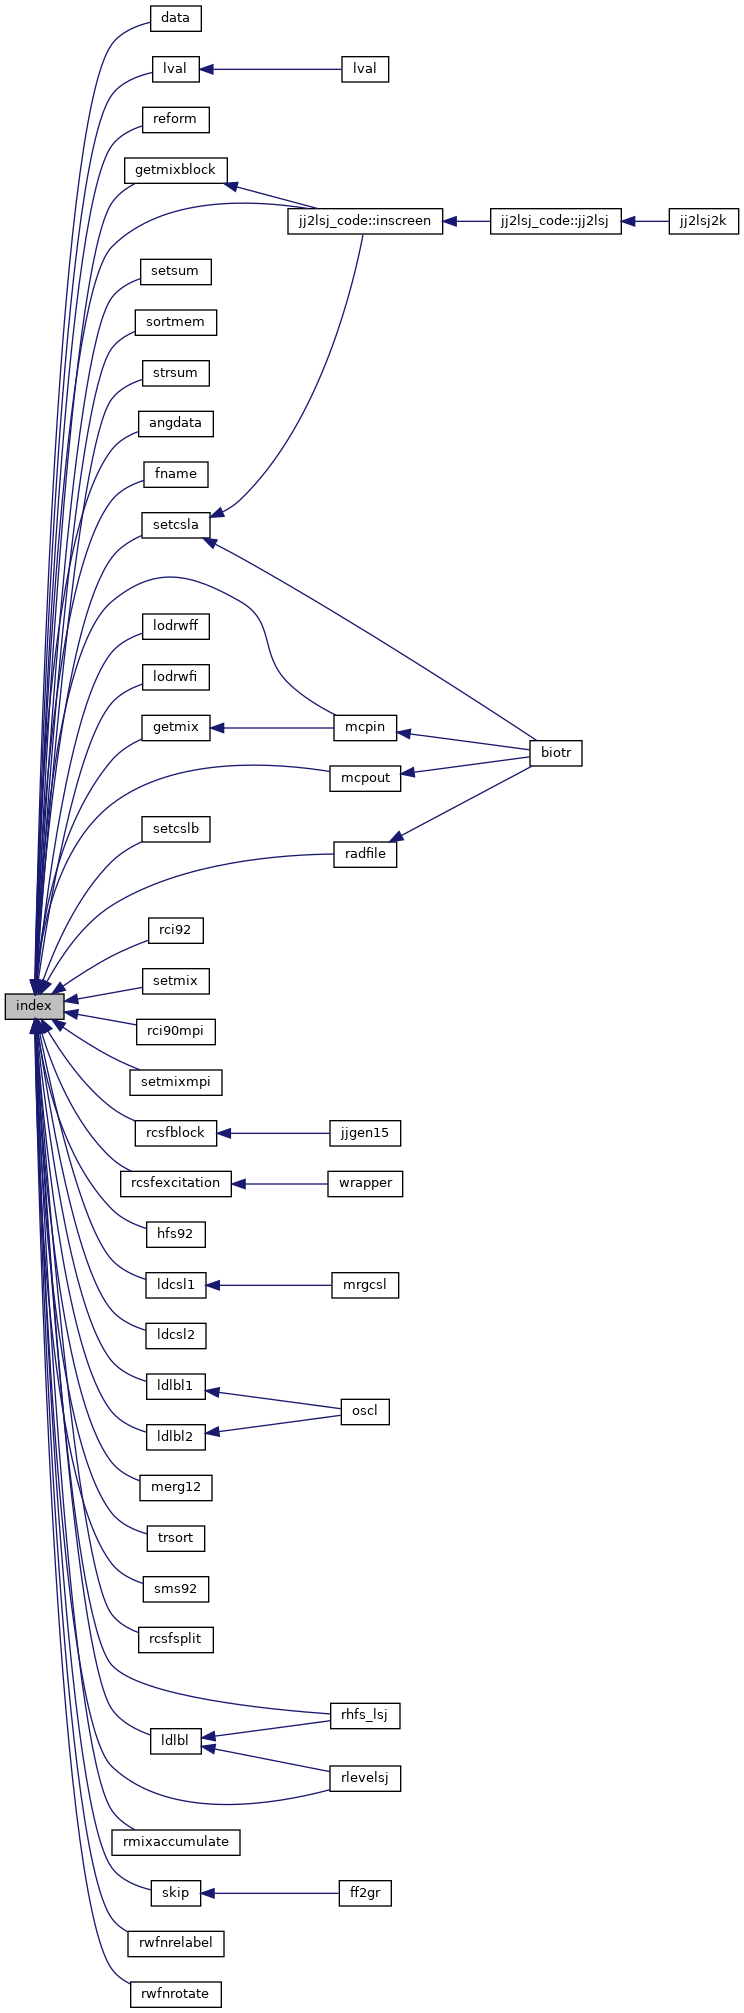 data
lval
lval
reform
getmixblock
jj2lsj_code::inscreen
jj2lsj_code::jj2lsj
jj2lsj2k
setsum
sortmem
strsum
angdata
fname
setcsla
lodrwff
lodrwfi
getmix
mcpin
biotr
mcpout
setcslb
radfile
rci92
setmix
index
rci90mpi
setmixmpi
rcsfblock
jjgen15
rcsfexcitation
wrapper
hfs92
ldcsl1
mrgcsl
ldcsl2
ldlbl1
oscl
ldlbl2
merg12
trsort
sms92
rcsfsplit
rhfs_lsj
ldlbl
rlevelsj
rmixaccumulate
skip
ff2gr
rwfnrelabel
rwfnrotate